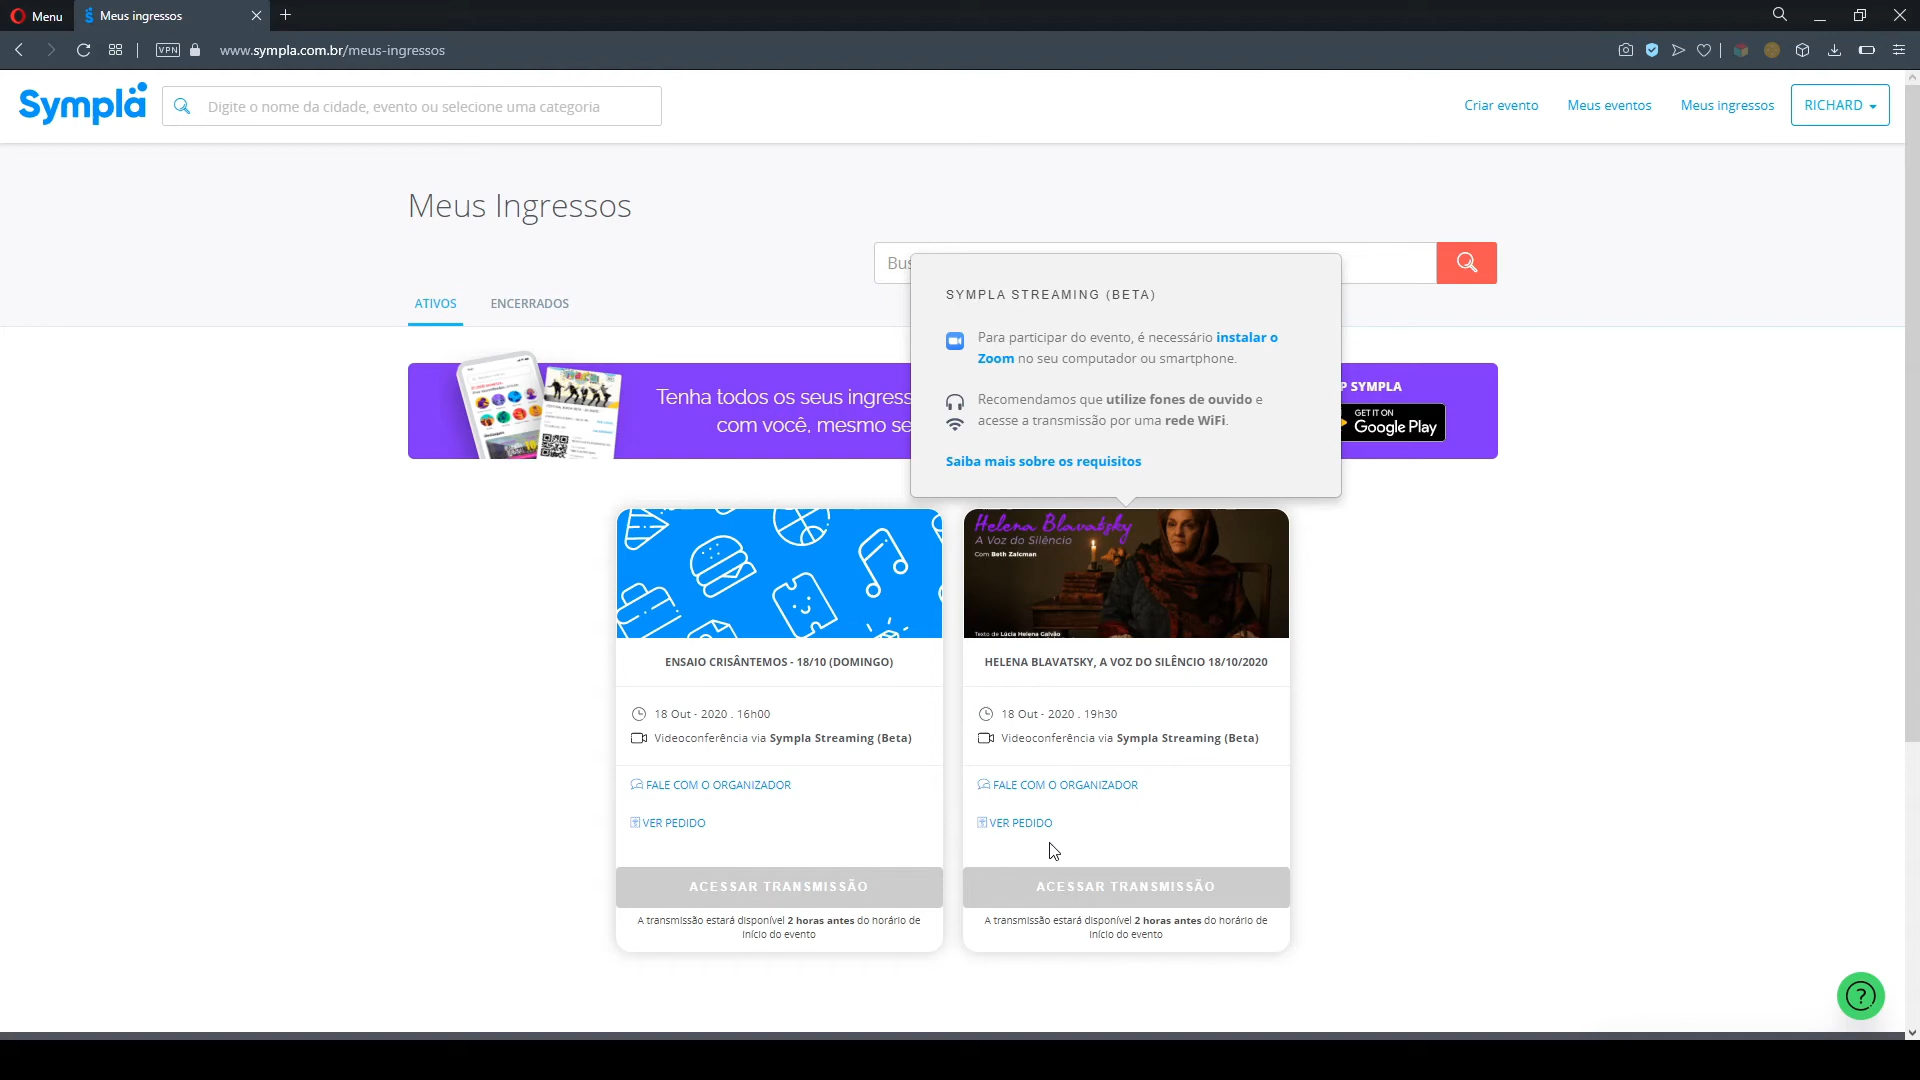 Menu
Meus ingressos
VPN
www.sympla.com.br/meus-ingressos
Sympla
Digite o nome da cidade, evento ou selecione uma categoria
Criar evento
Meus eventos
Meus ingressos
RICHARD
Meus Ingressos
Bus
ATIVOS
ENCERRADOS
SYMPLA STREAMING (BETA)
Para participar do evento, é necessário instalar o
Zoom no seu computador ou smartphone.
Recomendamos que utilize fones de ouvido e
acesse a transmissão por uma rede WiFi.
Saiba mais sobre os requisitos
Tenha todos os seus ingress
com você, mesmo se
P SYMPLA
GET IT ON
Google Play
Helena Blavatsky
A Voz do Silêncio
Com Beth Zalcman
Texto de Lúcia Helena Galvão
ENSAIO CRISÂNTEMOS - 18/10 (DOMINGO)
18 Out - 2020 . 16h00
Videoconferência via Sympla Streaming (Beta)
FALE COM O ORGANIZADOR
VER PEDIDO
ACESSAR TRANSMISSÃO
A transmissão estará disponível 2 horas antes do horário de
início do evento
HELENA BLAVATSKY, A VOZ DO SILÊNCIO 18/10/2020
18 Out - 2020 . 19h30
Videoconferência via Sympla Streaming (Beta)
FALE COM O ORGANIZADOR
VER PEDIDO
ACESSAR TRANSMISSÃO
A transmissão estará disponível 2 horas antes do horário de
início do evento